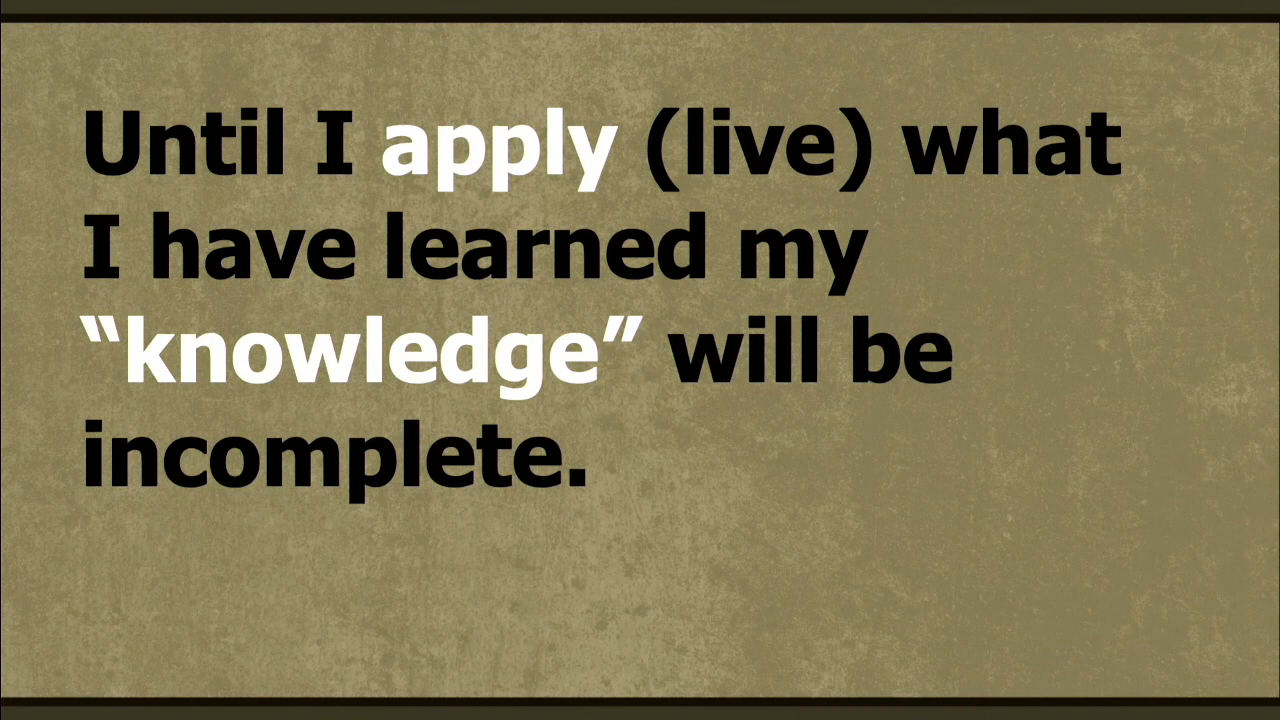 Until I apply (live) what
I have learned my
“knowledge” will be
incomplete.